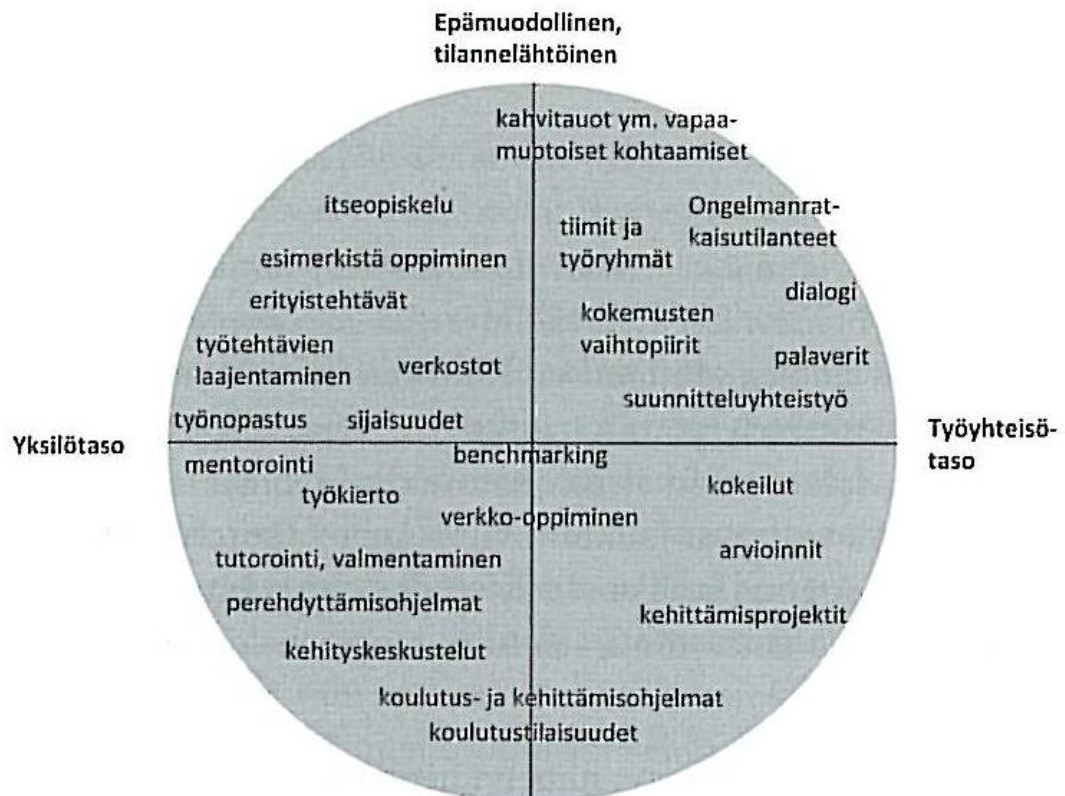 Epämuodollinen,
tilannelähtöinen
kahvitauot ym. vapaa-
muotoiset kohtaamiset
itseopiskelu
esimerkistä oppiminen
erityistehtävät
työtehtävien
laajentaminen
verkostot
työnopastus
sijaisuudet
tiimit ja
työryhmät
Ongelmanrat-
kaisutilanteet
dialogi
kokemusten
vaihtopiirit
palaverit
suunnitteluyhteistyö
Yksilötaso
Työyhteisö-
taso
benchmarking
mentorointi
työkierto
verkko-oppiminen
tutorointi, valmentaminen
perehdyttämisohjelmat
kehityskeskustelut
kokeilut
arvioinnit
kehittämisprojektit
koulutus- ja kehittämisohjelmat
koulutustilaisuudet